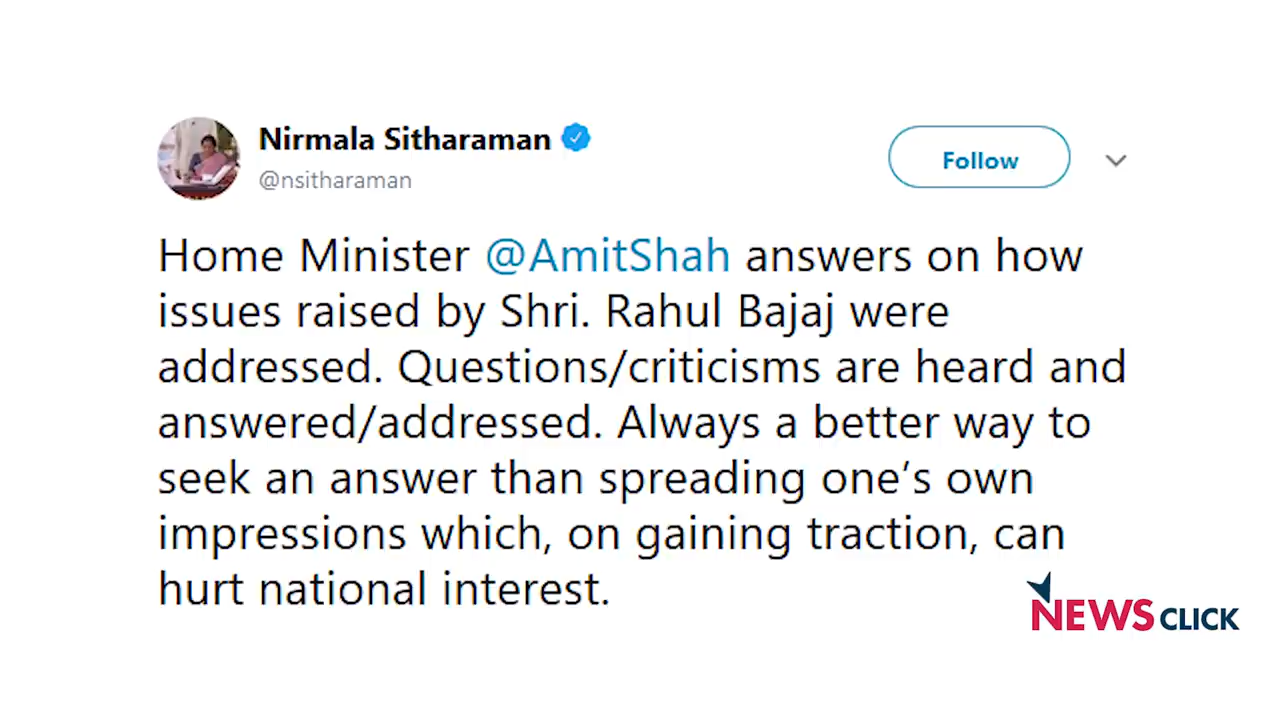 Nirmala Sitharaman
@nsitharaman
Follow
Home Minister @AmitShah answers on how
issues raised by Shri. Rahul Bajaj were
addressed. Questions/criticisms are heard and
answered/addressed. Always a better way to
seek an answer than spreading one’s own
impressions which, on gaining traction, can
hurt national interest.
NEWS CLICK